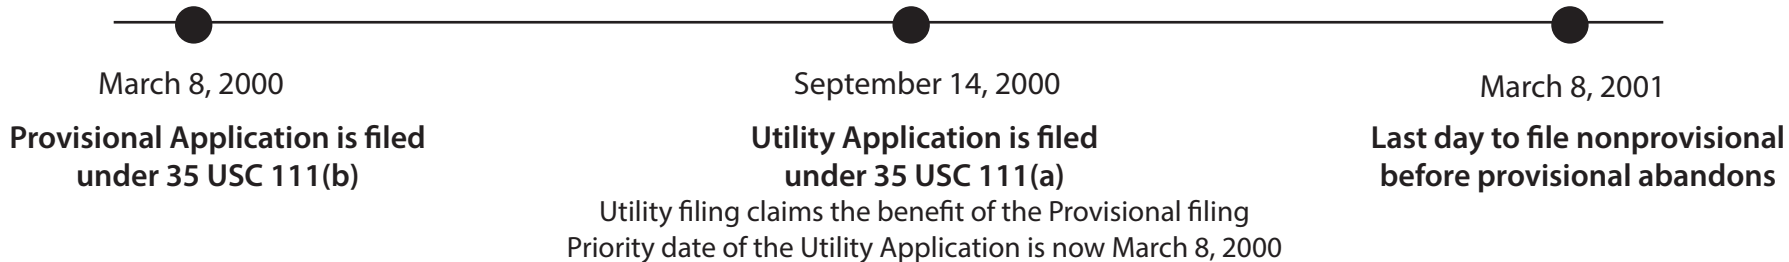 March 8, 2000
Provisional Application is filed
under 35 USC 111(b)
September 14, 2000
Utility Application is filed
under 35 USC 111(a)
Utility filing claims the benefit of the Provisional filing
Priority date of the Utility Application is now March 8, 2000
March 8, 2001
Last day to file nonprovisional
before provisional abandons